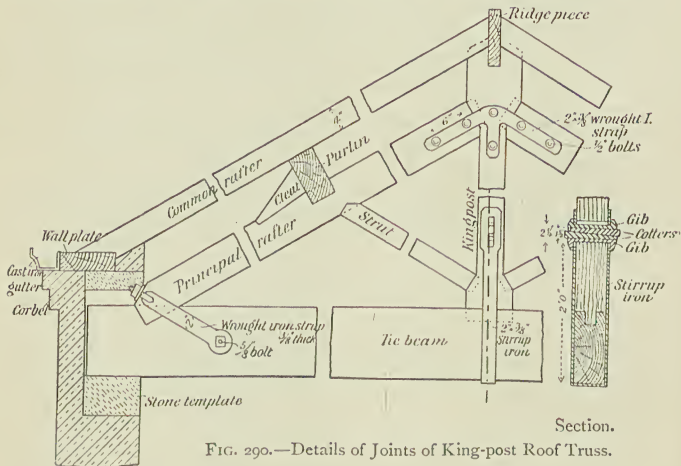 Ridge piece
2" × ⅜" wrought I.
strap
½" bolts
6"
4"
Purlin
Cleat
Common rafter
Wall plate
Cast iron
gutter
Corbel
Principal rafter
Strut
Kingpost
Gib
Cotters
Gib
Stirrup
iron
2' 0"
2"
Wrought iron strap
⅜ thick
⅝ bolt
Tie beam
2" × ⅜"
Stirrup
iron
Stone template
Section.
FIG. 290.—Details of Joints of King-post Roof Truss.